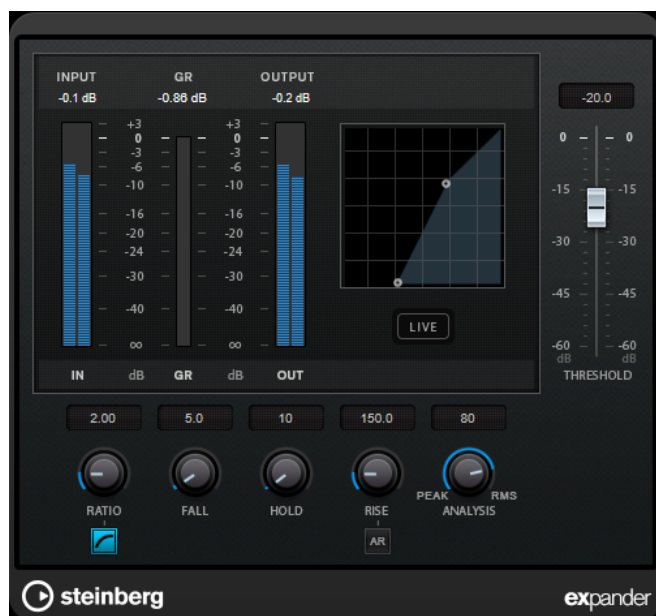 INPUT GR OUTPUT
-0.1 dB -0.86 dB -0.2 dB -20.0
+3 +3
0 0 0 0
-3 -3
-6 -6
-10 -10
-15 -15
-16 -16
-20 -20
-24 -24
-30 -30
-30 -30
-40 -40
-45 -45
∞ ∞
-60 -60
dB dB
LIVE
IN dB GR dB OUT THRESHOLD
2.00 5.0 10 150.0 80
PEAK RMS
RATIO FALL HOLD RISE ANALYSIS
AR
steinberg expander